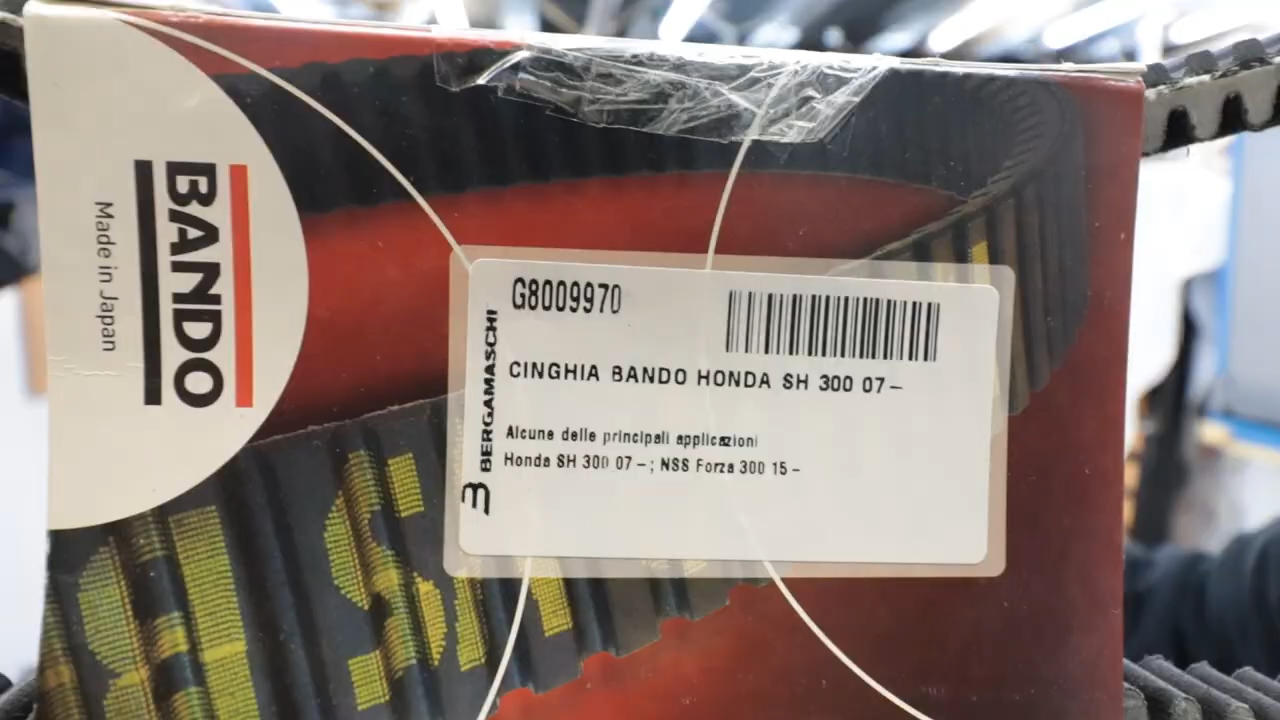 BANDO
Made in Japan
G8009970
BERGAMASCHI
CINGHIA BANDO HONDA SH 300 07–
Alcune delle principali applicazioni
Honda SH 300 07 – ; NSS Forza 300 15 –